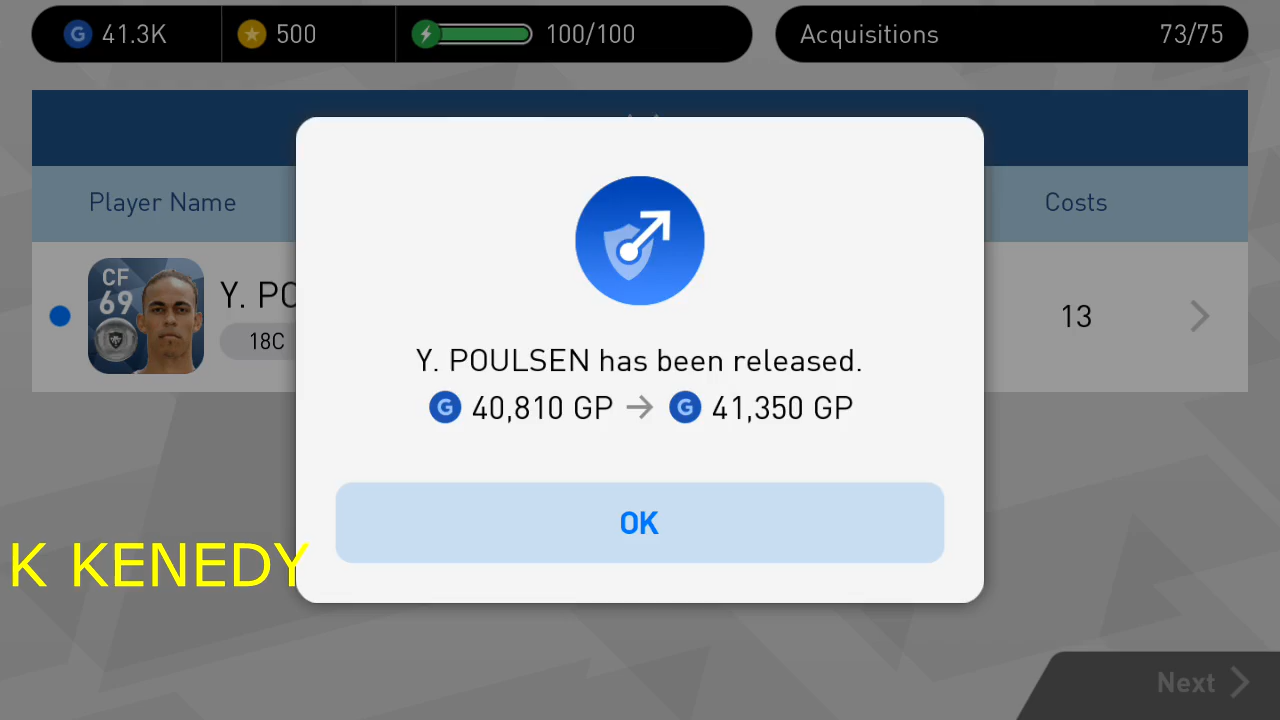 G 41.3K 500 100/100 Acquisitions 73/75
Player Name Costs
CF
69
Y. PO
18C
13
Y. POULSEN has been released.
G 40,810 GP → G 41,350 GP
OK
K KENEDY
Next